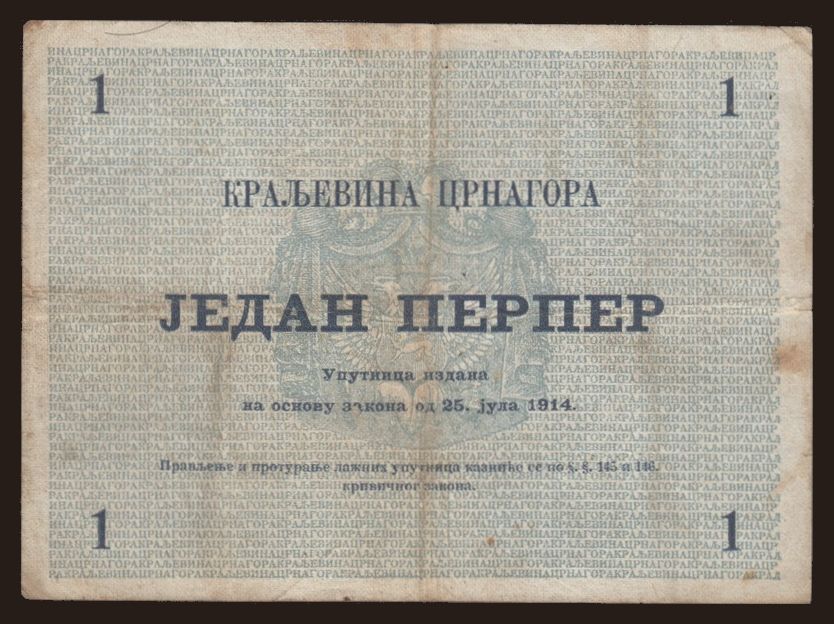 1 1
КРАЉЕВИНА ЦРНАГОРА
ЈЕДАН ПЕРПЕР
Упутница издана
на основу закона од 25. јула 1914.
Прављење и протурање лажних упутница казниће се по §. §. 145 и 146.
кривичног закона.
1 1